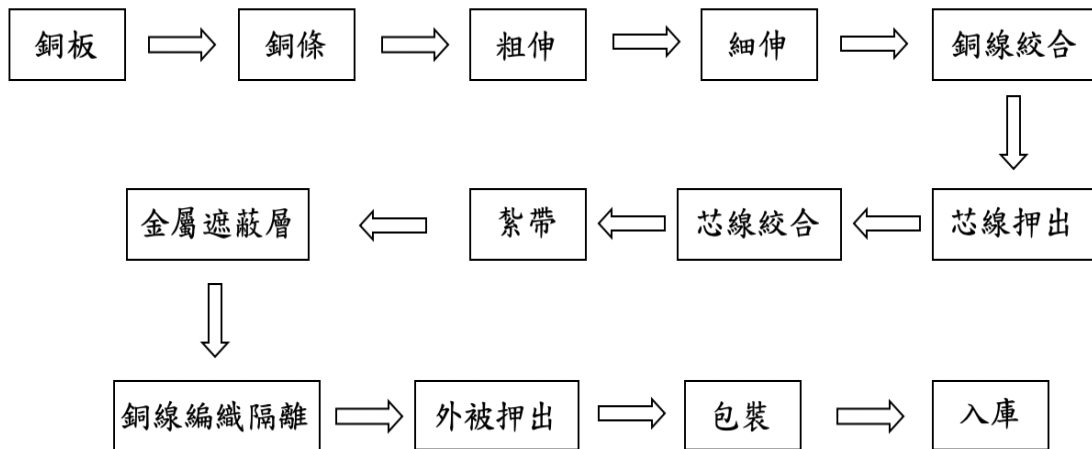 銅板
銅條
粗伸
細伸
銅線絞合
芯線押出
芯線絞合
紮帶
金屬遮蔽層
銅線編織隔離
外被押出
包裝
入庫